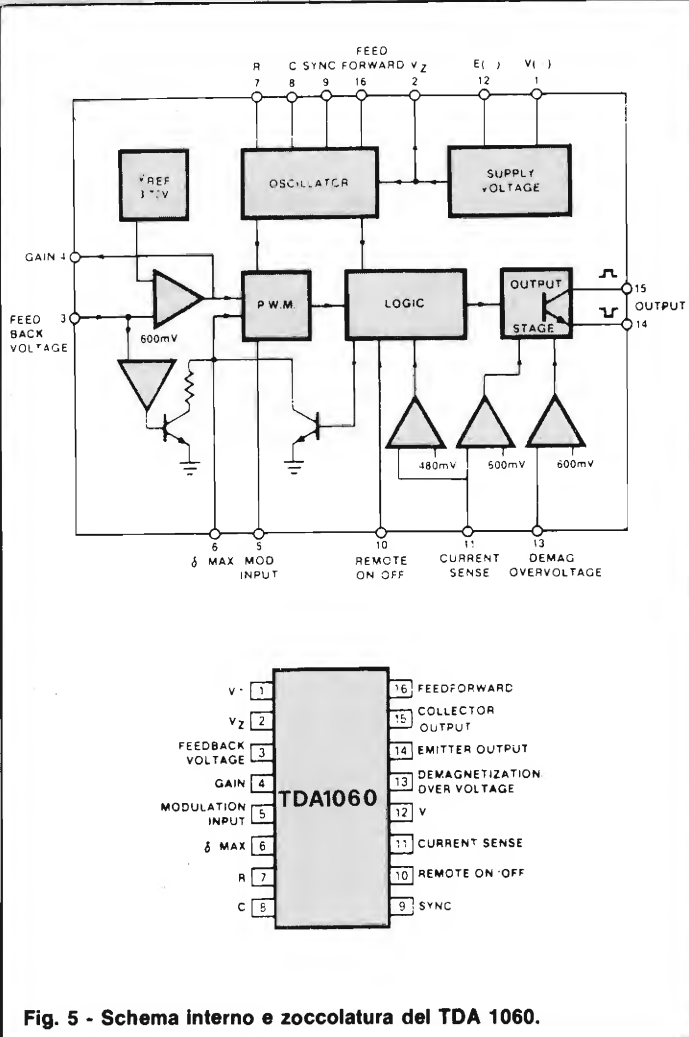 FEED
R C SYNC FORWARD VZ E( ) V( )
7 8 9 16 2 12 1
REF
OSCILLATOR
SUPPLY
VOLTAGE
GAIN 4
P.W.M.
LOGIC
OUTPUT
STAGE
15
OUTPUT
14
FEED
BACK
VOLTAGE
3
600mV
480mV 500mV 600mV
6 5 10 11 13
δ MAX MOD
INPUT
REMOTE
ON OFF
CURRENT
SENSE
DEMAG
OVERVOLTAGE
V 1
VZ 2
FEEDBACK
VOLTAGE 3
GAIN 4
MODULATION
INPUT 5
δ MAX 6
R 7
C 8
TDA1060
16 FEEDFORWARD
15 COLLECTOR
OUTPUT
14 EMITTER OUTPUT
13 DEMAGNETIZATION
OVER VOLTAGE
12 V
11 CURRENT SENSE
10 REMOTE ON OFF
9 SYNC
Fig. 5 - Schema interno e zoccolatura del TDA 1060.